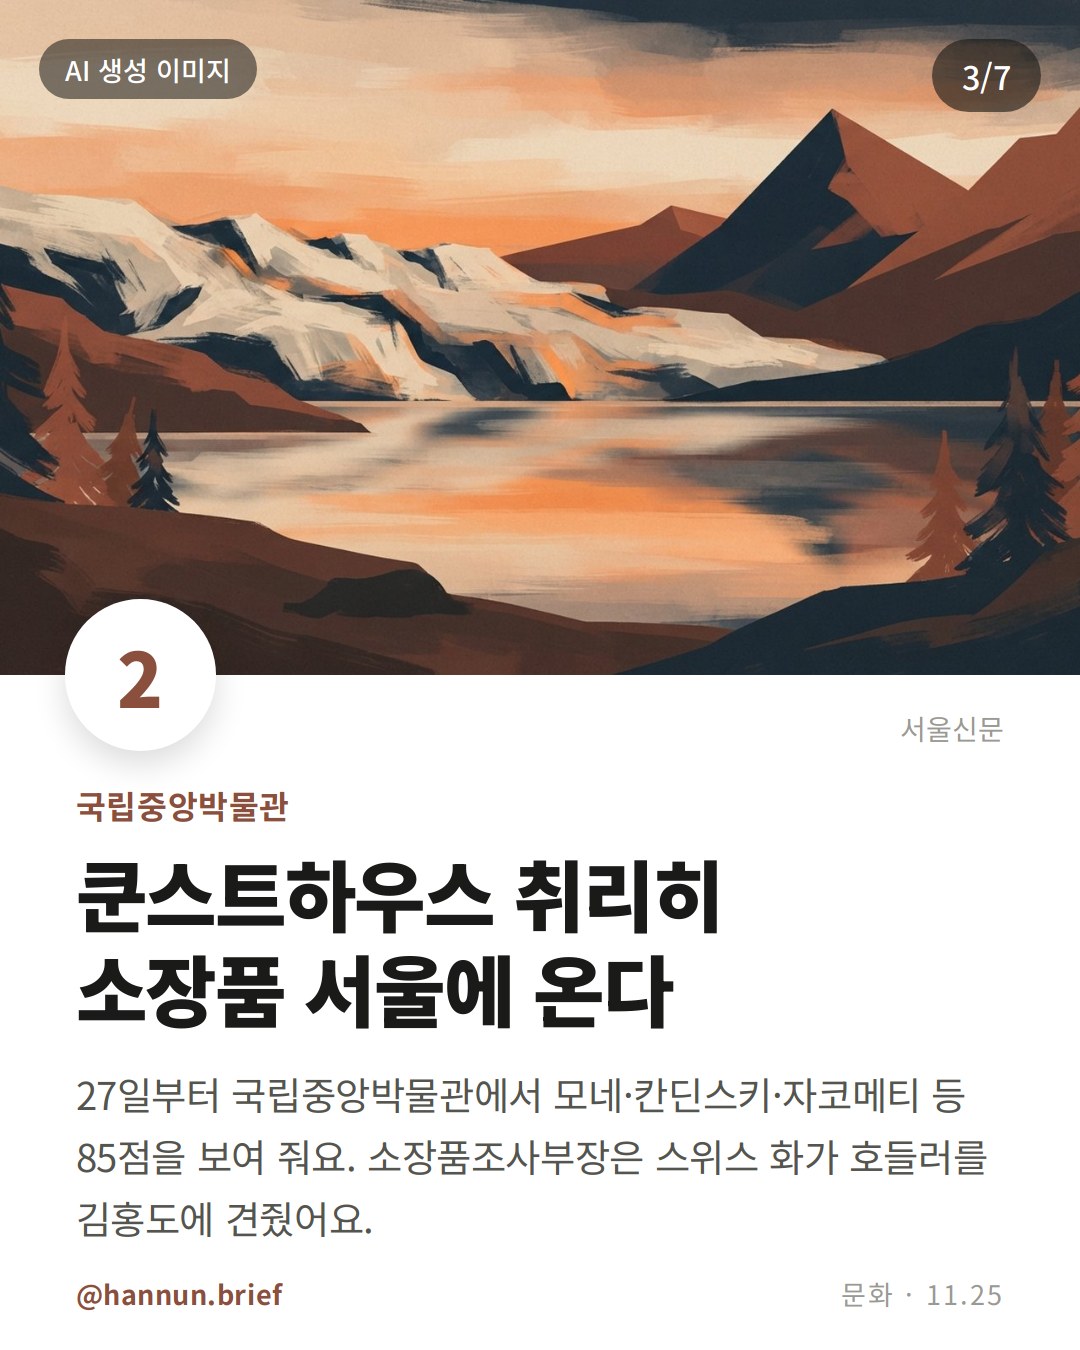 AI 생성 이미지
3/7
2
서울신문
국립중앙박물관
쿤스트하우스 취리히
소장품 서울에 온다
27일부터 국립중앙박물관에서 모네·칸딘스키·자코메티 등
85점을 보여 줘요. 소장품조사부장은 스위스 화가 호들러를
김홍도에 견줬어요.
@hannun.brief
문화 · 11.25